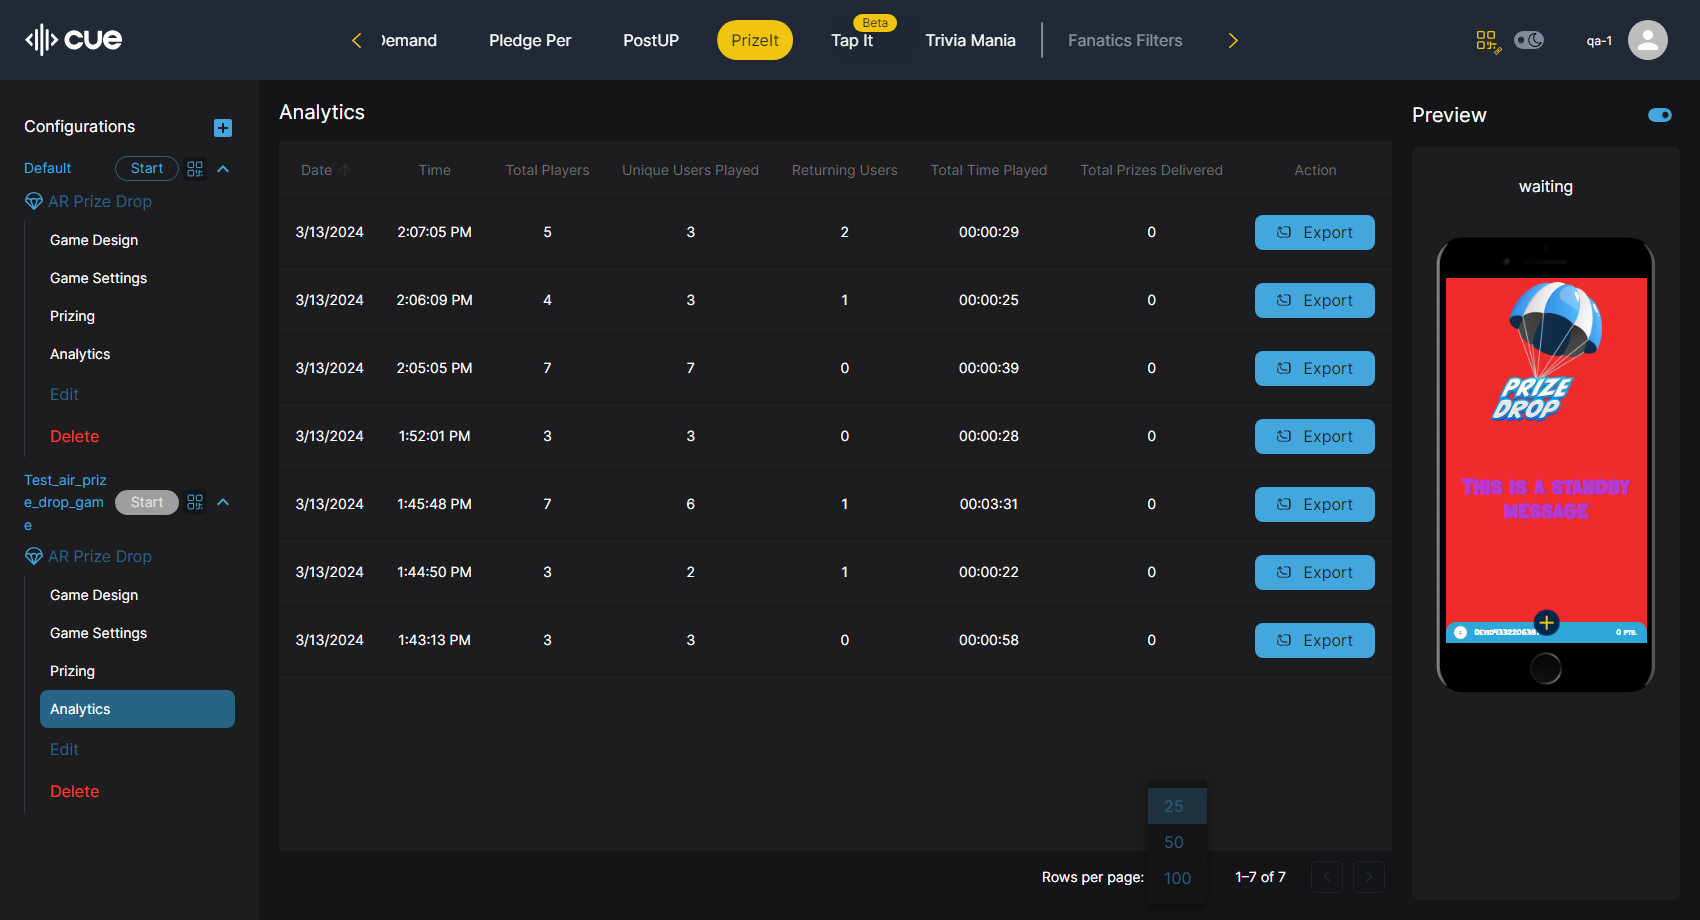 cue
Demand
Pledge Per
PostUP
PrizeIt
Beta
Tap It
Trivia Mania
Fanatics Filters
qa-1
Configurations
Default
Start
AR Prize Drop
Game Design
Game Settings
Prizing
Analytics
Edit
Delete
Test_air_priz
e_drop_gam
e
Start
AR Prize Drop
Game Design
Game Settings
Prizing
Analytics
Edit
Delete
Analytics
Date Time Total Players Unique Users Played Returning Users Total Time Played Total Prizes Delivered Action
3/13/2024 2:07:05 PM 5 3 2 00:00:29 0 Export
3/13/2024 2:06:09 PM 4 3 1 00:00:25 0 Export
3/13/2024 2:05:05 PM 7 7 0 00:00:39 0 Export
3/13/2024 1:52:01 PM 3 3 0 00:00:28 0 Export
3/13/2024 1:45:48 PM 7 6 1 00:03:31 0 Export
3/13/2024 1:44:50 PM 3 2 1 00:00:22 0 Export
3/13/2024 1:43:13 PM 3 3 0 00:00:58 0 Export
25
50
100
Rows per page:
1–7 of 7
Preview
waiting
PRIZE
DROP
This is a standby
message
0 pts.